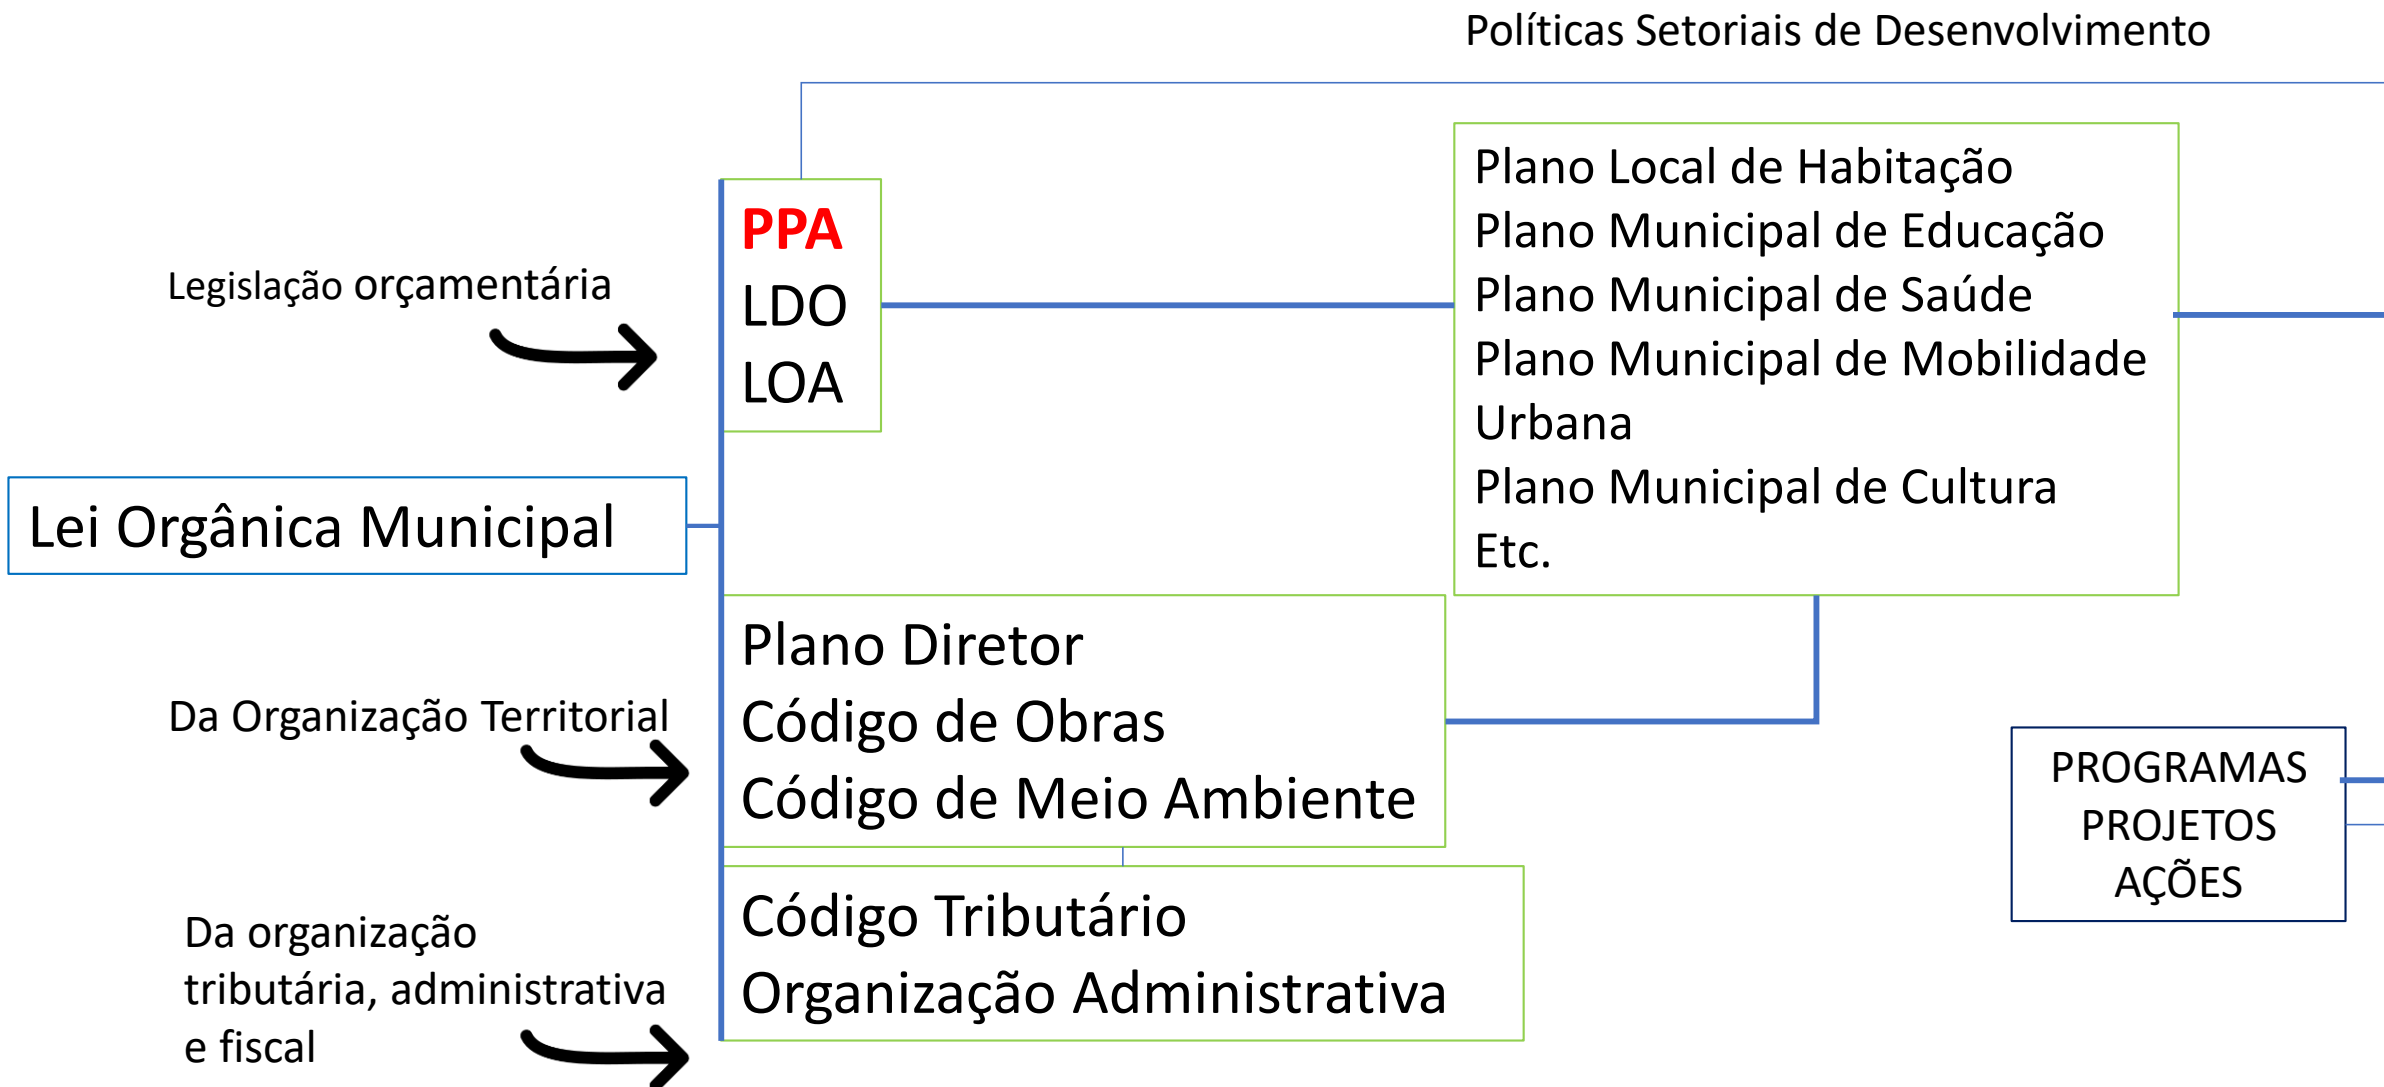 Políticas Setoriais de Desenvolvimento
Legislação orçamentária
PPA
LDO
LOA
Plano Local de Habitação
Plano Municipal de Educação
Plano Municipal de Saúde
Plano Municipal de Mobilidade
Urbana
Plano Municipal de Cultura
Etc.
Lei Orgânica Municipal
Da Organização Territorial
Plano Diretor
Código de Obras
Código de Meio Ambiente
PROGRAMAS
PROJETOS
AÇÕES
Da organização
tributária, administrativa
e fiscal
Código Tributário
Organização Administrativa